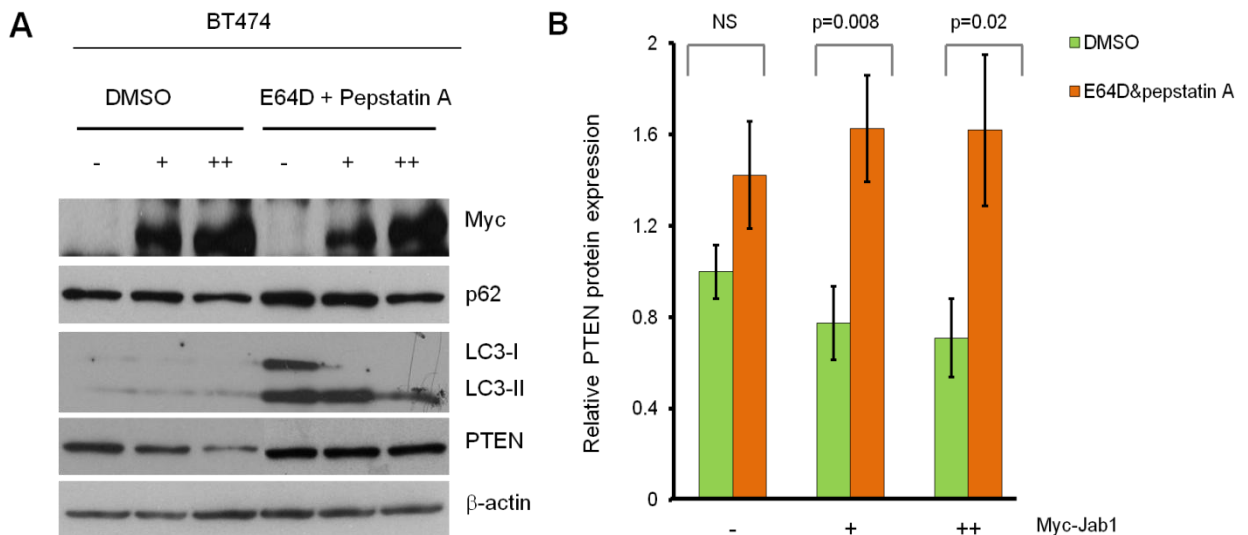 A
BT474
DMSO
E64D + Pepstatin A
- + ++ - + ++
Myc
p62
LC3-I
LC3-II
PTEN
β-actin
B
NS p=0.008 p=0.02
DMSO
E64D&pepstatin A
Relative PTEN protein expression
2
1.6
1.2
0.8
0.4
0
- + ++ Myc-Jab1